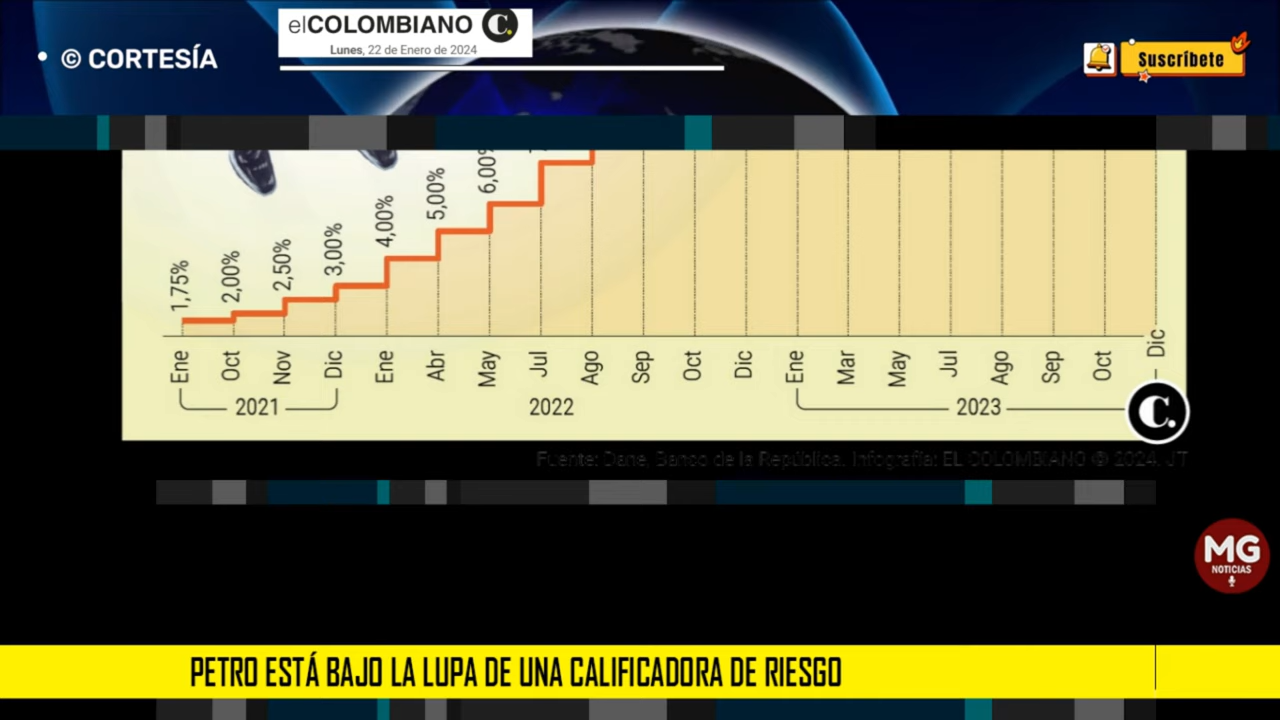 elCOLOMBIANO C.
Lunes, 22 de Enero de 2024
© CORTESÍA
Suscríbete
1,75%
2,00%
2,50%
3,00%
4,00%
5,00%
6,00%
Ene Oct Nov Dic Ene Abr May Jul Ago Sep Oct Dic Ene Mar May Jul Ago Sep Oct Dic
2021 2022 2023
C.
Fuente: Dane, Banco de la República. Infografía: EL COLOMBIANO © 2024. JT
MG
NOTICIAS
PETRO ESTÁ BAJO LA LUPA DE UNA CALIFICADORA DE RIESGO